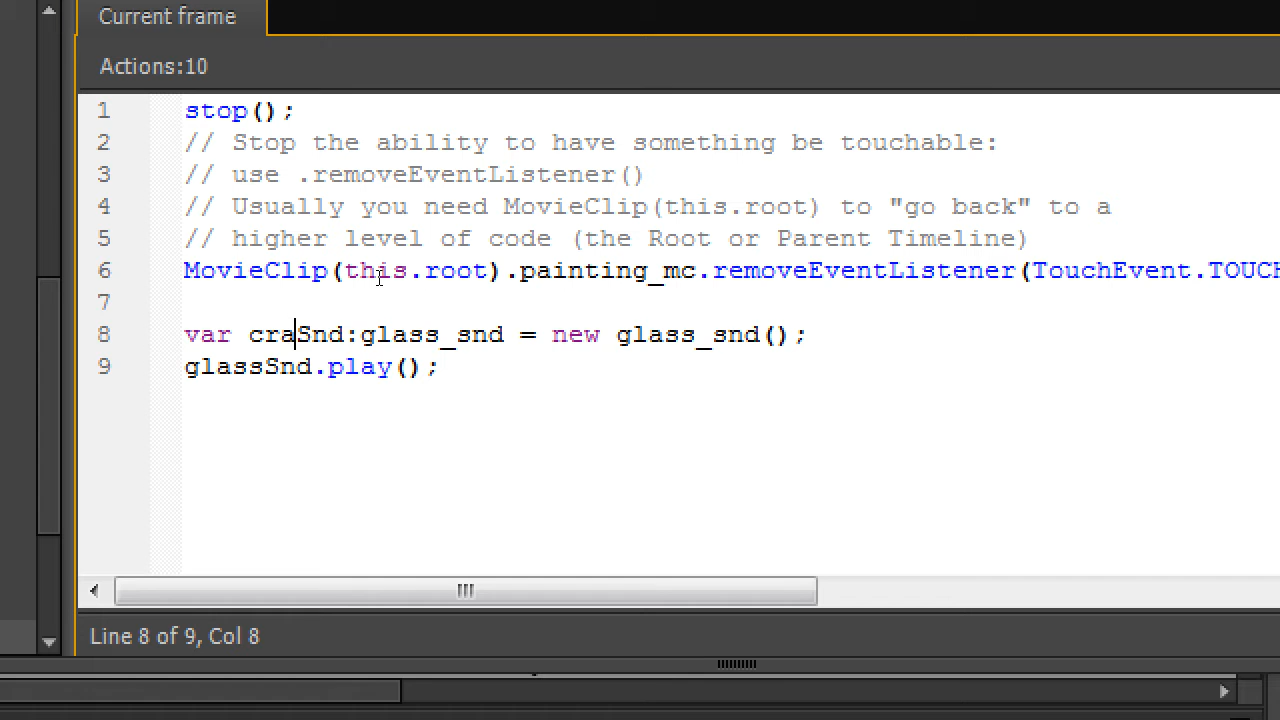 Current frame
Actions:10
1 stop();
2 // Stop the ability to have something be touchable:
3 // use .removeEventListener()
4 // Usually you need MovieClip(this.root) to "go back" to a
5 // higher level of code (the Root or Parent Timeline)
6 MovieClip(this.root).painting_mc.removeEventListener(TouchEvent.TOUCH
7
8 var craSnd:glass_snd = new glass_snd();
9 glassSnd.play();
Line 8 of 9, Col 8